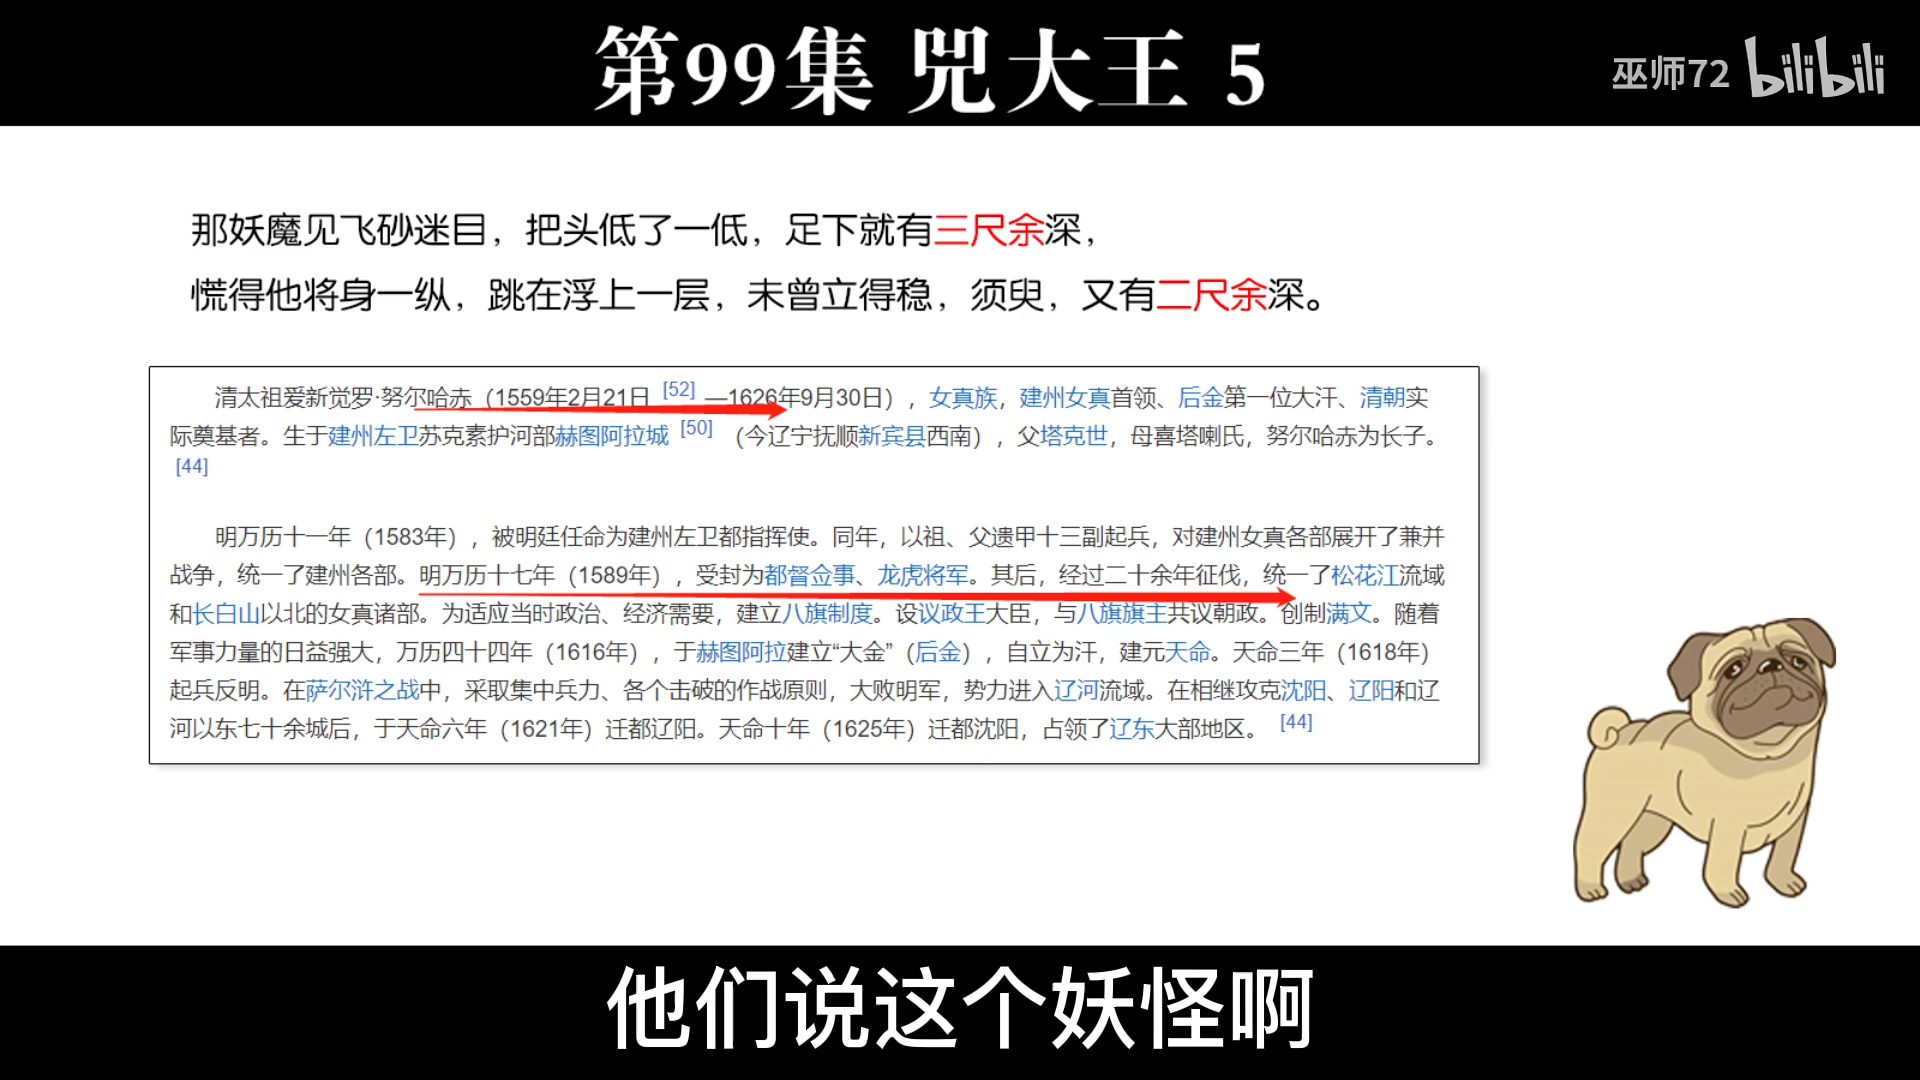 第99集 兕大王 5
巫师72 bilibili
那妖魔见飞砂迷目，把头低了一低，足下就有三尺余深，
慌得他将身一纵，跳在浮上一层，未曾立得稳，须臾，又有二尺余深。
清太祖爱新觉罗·努尔哈赤（1559年2月21日 [52] —1626年9月30日），女真族，建州女真首领、后金第一位大汗、清朝实
际奠基者。生于建州左卫苏克素护河部赫图阿拉城 [50] （今辽宁抚顺新宾县西南），父塔克世，母喜塔喇氏，努尔哈赤为长子。
[44]
明万历十一年（1583年），被明廷任命为建州左卫都指挥使。同年，以祖、父遗甲十三副起兵，对建州女真各部展开了兼并
战争，统一了建州各部。明万历十七年（1589年），受封为都督佥事、龙虎将军。其后，经过二十余年征伐，统一了松花江流域
和长白山以北的女真诸部。为适应当时政治、经济需要，建立八旗制度。设议政王大臣，与八旗旗主共议朝政。创制满文。随着
军事力量的日益强大，万历四十四年（1616年），于赫图阿拉建立“大金”（后金），自立为汗，建元天命。天命三年（1618年）
起兵反明。在萨尔浒之战中，采取集中兵力、各个击破的作战原则，大败明军，势力进入辽河流域。在相继攻克沈阳、辽阳和辽
河以东七十余城后，于天命六年（1621年）迁都辽阳。天命十年（1625年）迁都沈阳，占领了辽东大部地区。 [44]
他们说这个妖怪啊